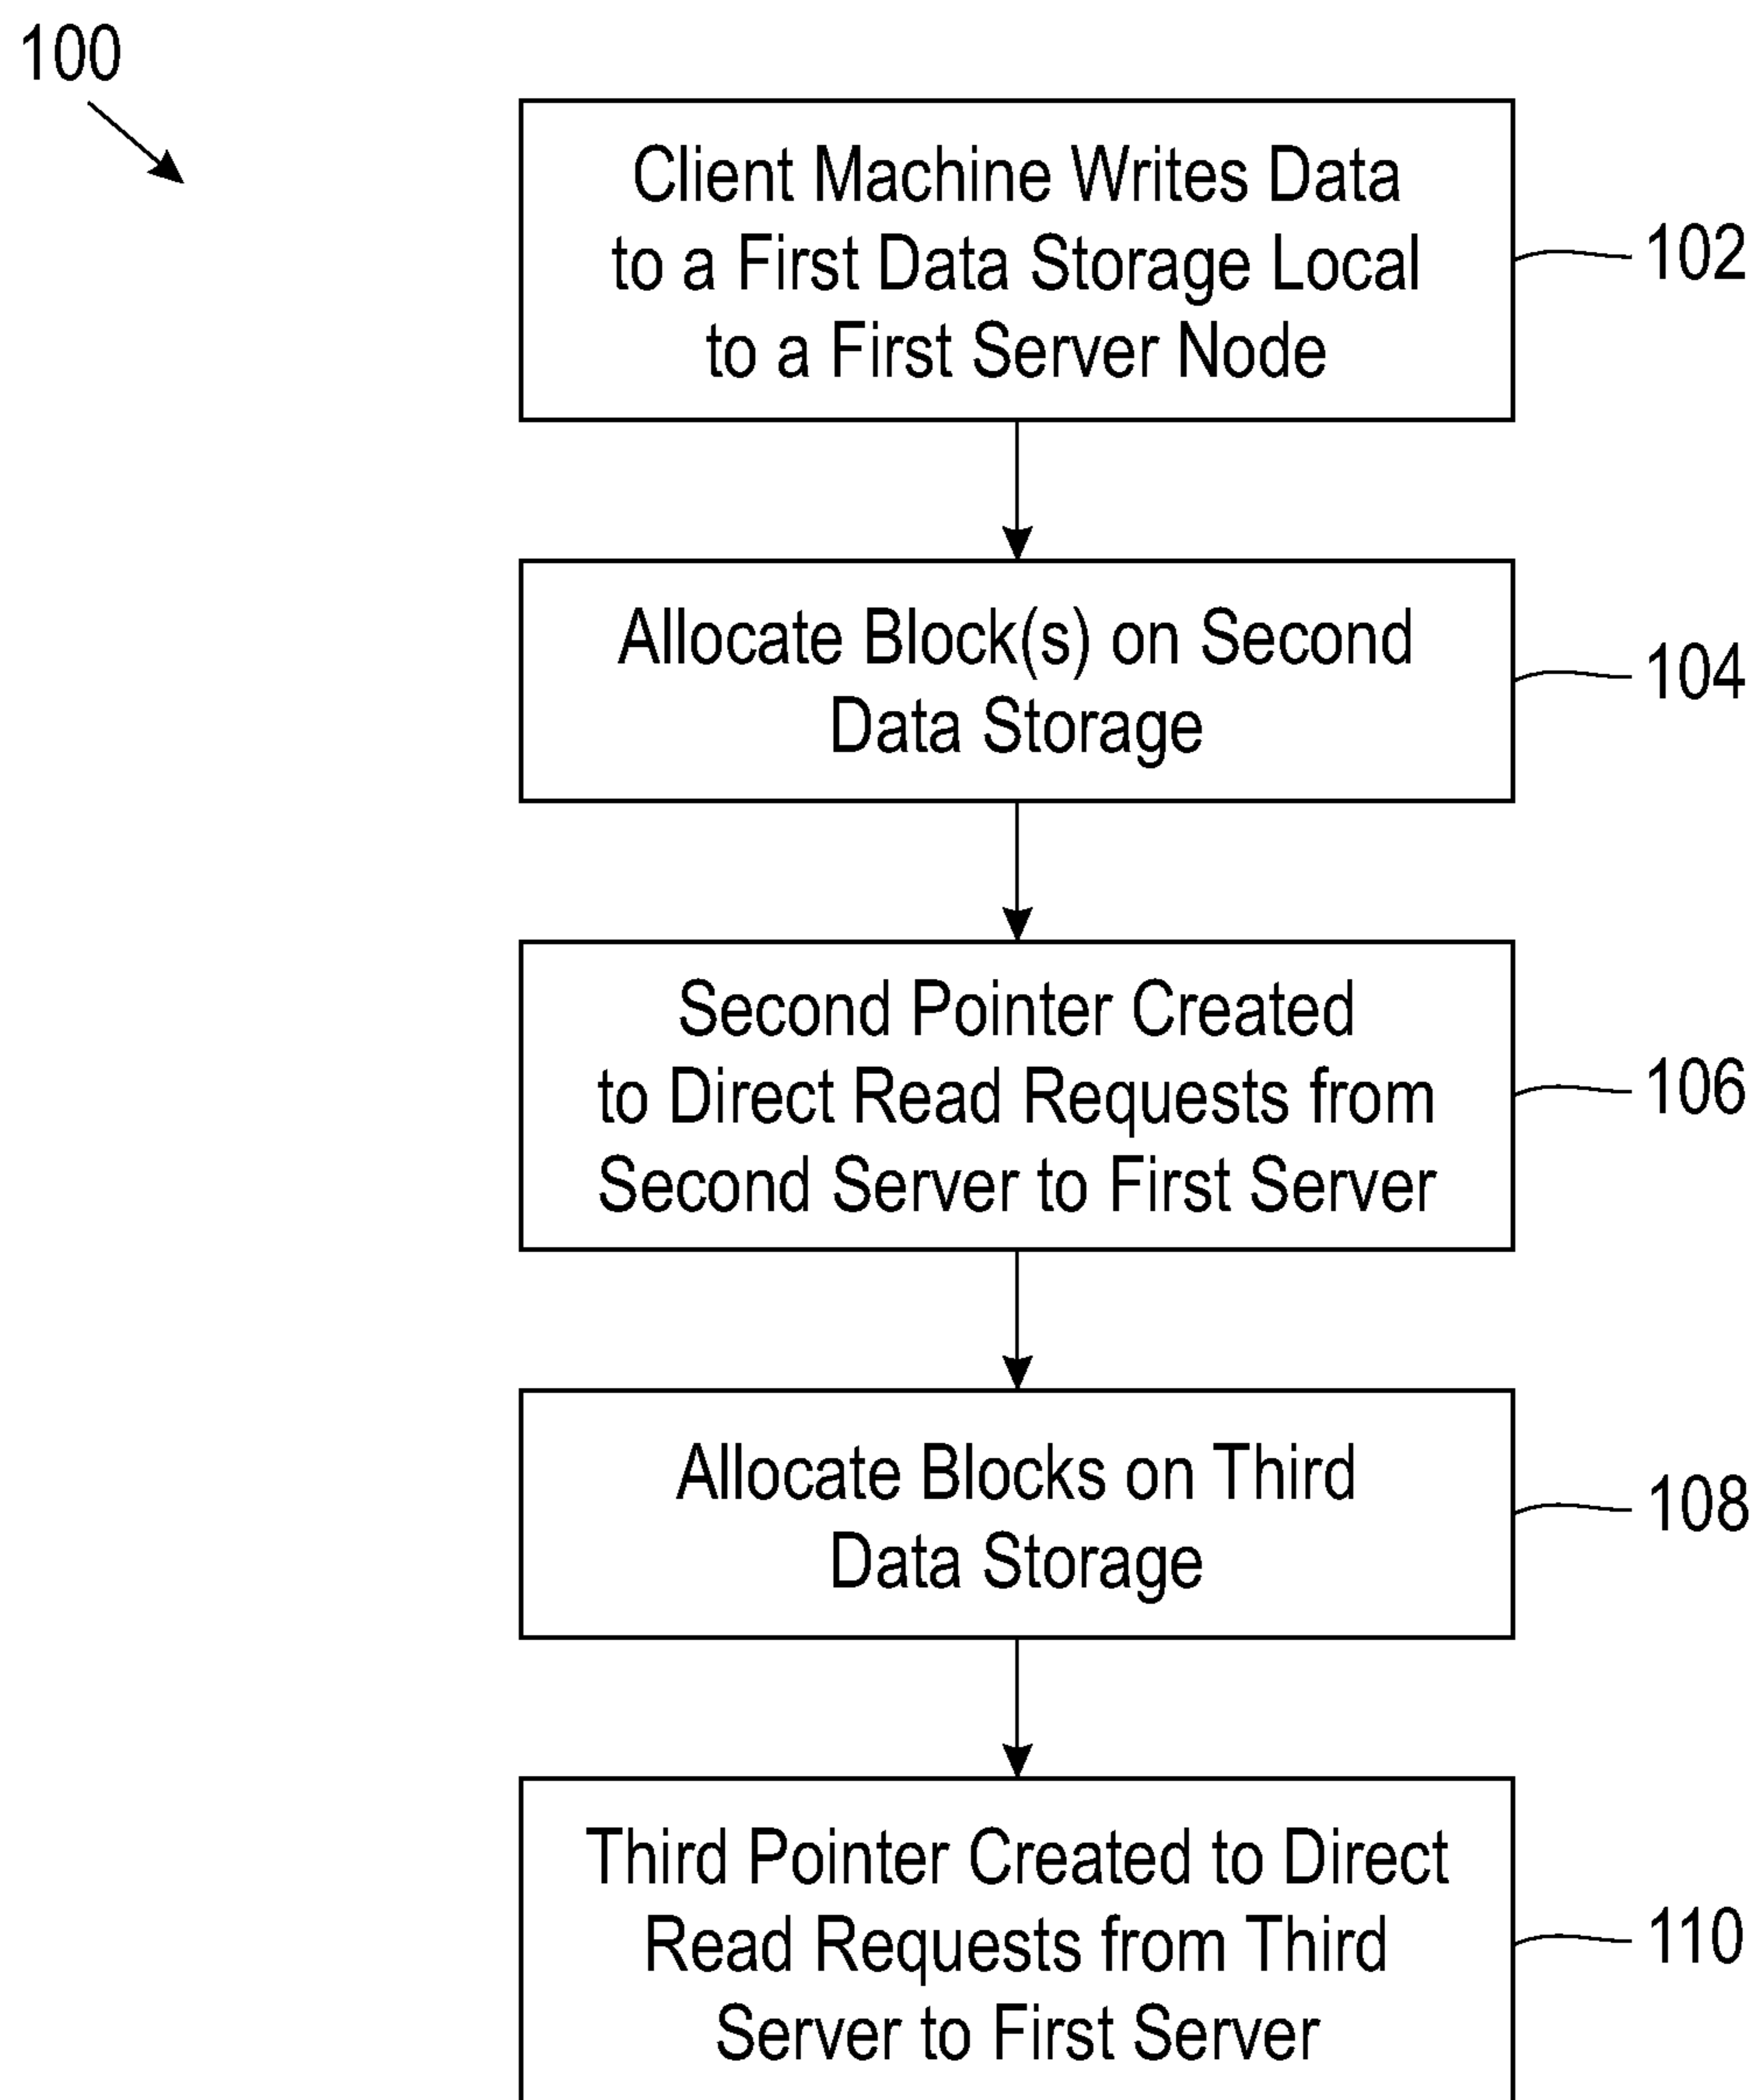 100
Client Machine Writes Data
to a First Data Storage Local
to a First Server Node
102
Allocate Block(s) on Second
Data Storage
104
Second Pointer Created
to Direct Read Requests from
Second Server to First Server
106
Allocate Blocks on Third
Data Storage
108
Third Pointer Created to Direct
Read Requests from Third
Server to First Server
110